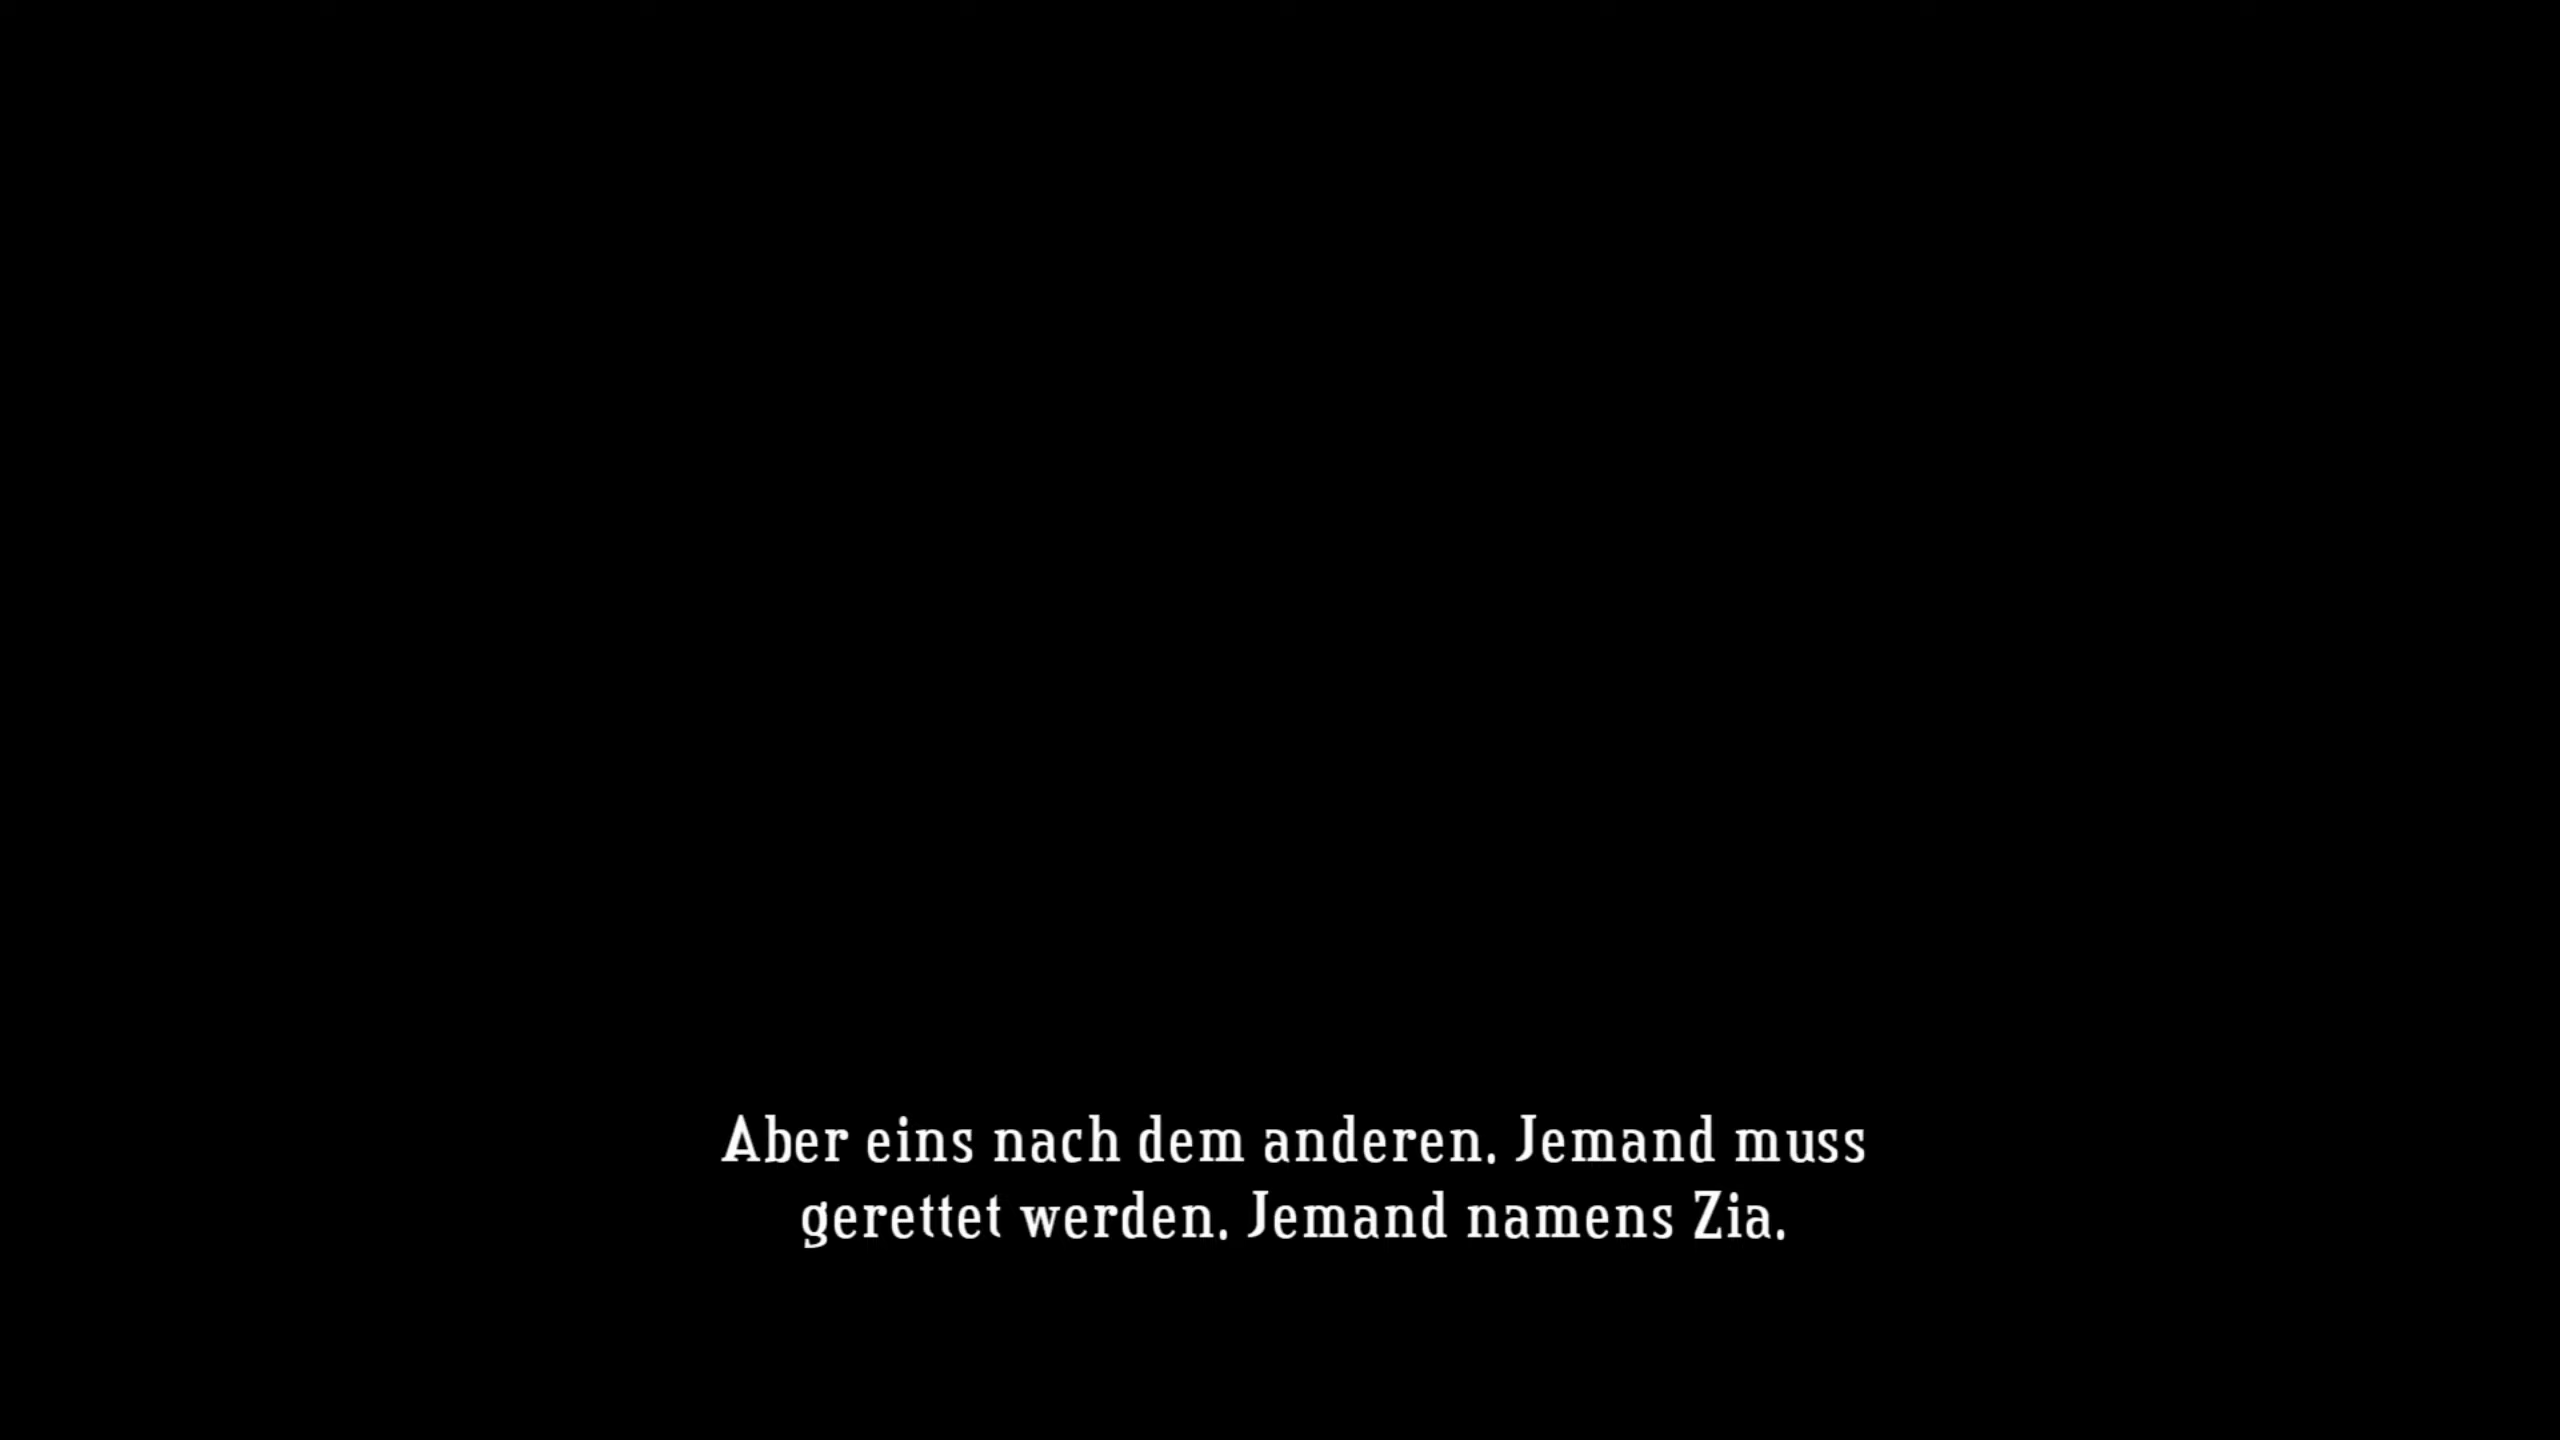 Aber eins nach dem anderen. Jemand muss
gerettet werden. Jemand namens Zia.